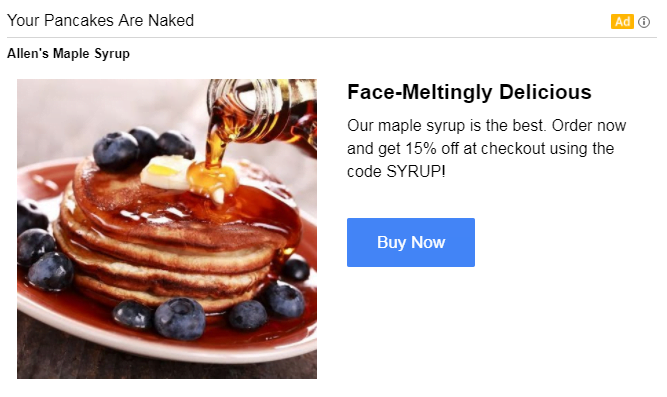 Your Pancakes Are Naked
Ad
Allen's Maple Syrup
Face-Meltingly Delicious
Our maple syrup is the best. Order now
and get 15% off at checkout using the
code SYRUP!
Buy Now